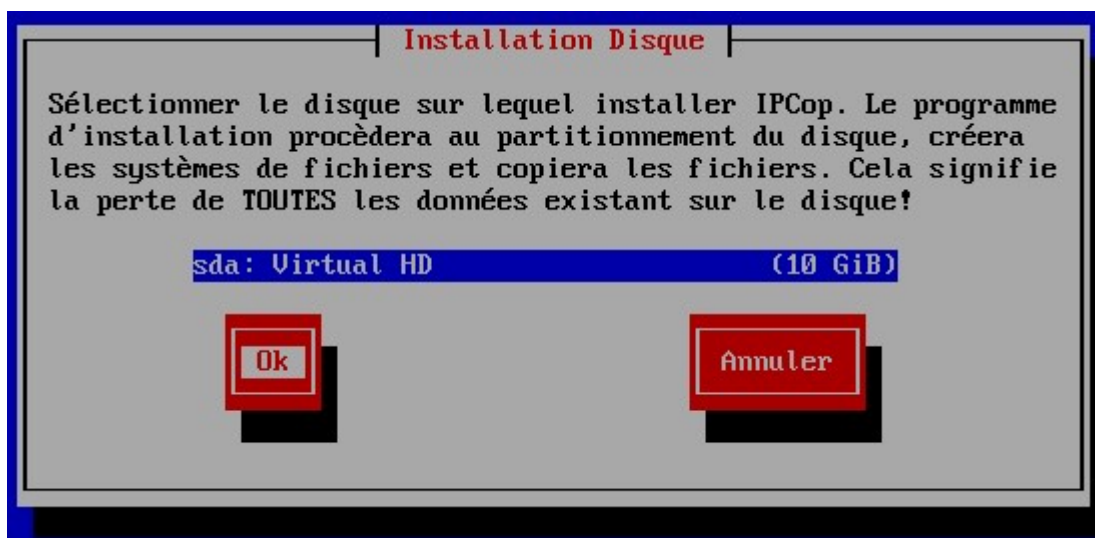 Installation Disque
Sélectionner le disque sur lequel installer IPCop. Le programme
d'installation procèdera au partitionnement du disque, créera
les systèmes de fichiers et copiera les fichiers. Cela signifie
la perte de TOUTES les données existant sur le disque!
sda: Virtual HD (10 GiB)
Ok Annuler